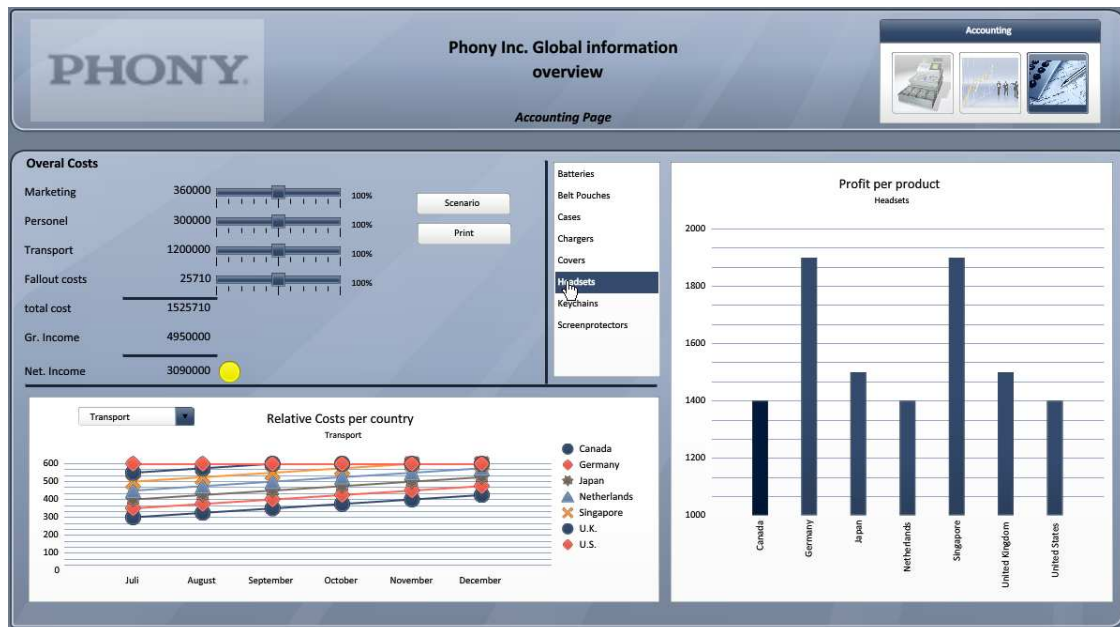 PHONY.
Phony Inc. Global information
overview
Accounting Page
Accounting
Overal Costs
Marketing 360000 100%
Personel 300000 100%
Transport 1200000 100%
Fallout costs 25710 100%
total cost 1525710
Gr. Income 4950000
Net. Income 3090000
Scenario
Print
Batteries
Belt Pouches
Cases
Chargers
Covers
Headsets
Keychains
Screenprotectors
Profit per product
Headsets
2000
1800
1600
1400
1200
1000
Canada
Germany
Japan
Netherlands
Singapore
United Kingdom
United States
Transport
Relative Costs per country
Transport
600
500
400
300
200
100
0
Juli August September October November December
Canada
Germany
Japan
Netherlands
Singapore
U.K.
U.S.